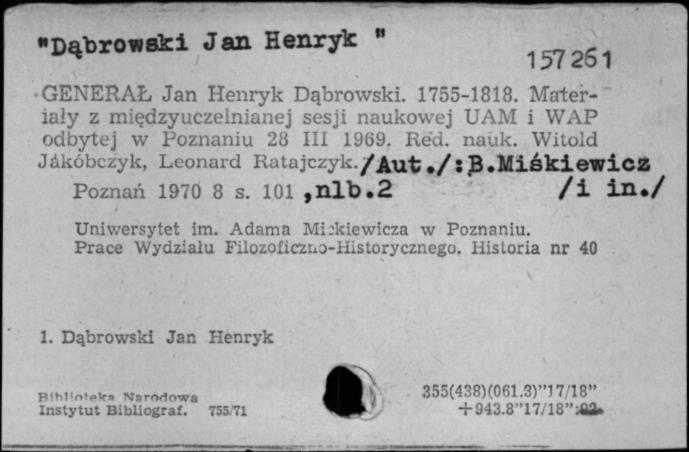 "Dąbrowski Jan Henryk "
157261
GENERAŁ Jan Henryk Dąbrowski. 1755-1818. Mater-
iały z międzyuczelnianej sesji naukowej UAM i WAP
odbytej w Poznaniu 28 III 1969. Red. nauk. Witold
Jakóbczyk, Leonard Ratajczyk./Aut./:B.Miśkiewicz
Poznań 1970 8 s. 101 ,nlb.2 /i in./
Uniwersytet im. Adama Mickiewicza w Poznaniu.
Prace Wydziału Filozoficzno-Historycznego. Historia nr 40
1. Dąbrowski Jan Henryk
Biblioteka Narodowa
Instytut Bibliograf. 755/71
355(438)(061.3)"17/18"
+943.8"17/18"